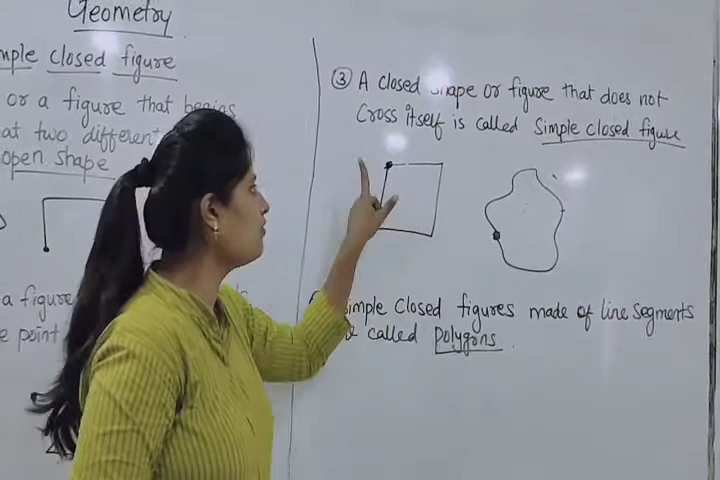 Geometry
mple closed figure
or a figure that begins
at two different
open shape
a figure
e point
③ A closed shape or figure that does not
cross itself is called Simple closed figure
Simple Closed figures made of line segments
called polygons.